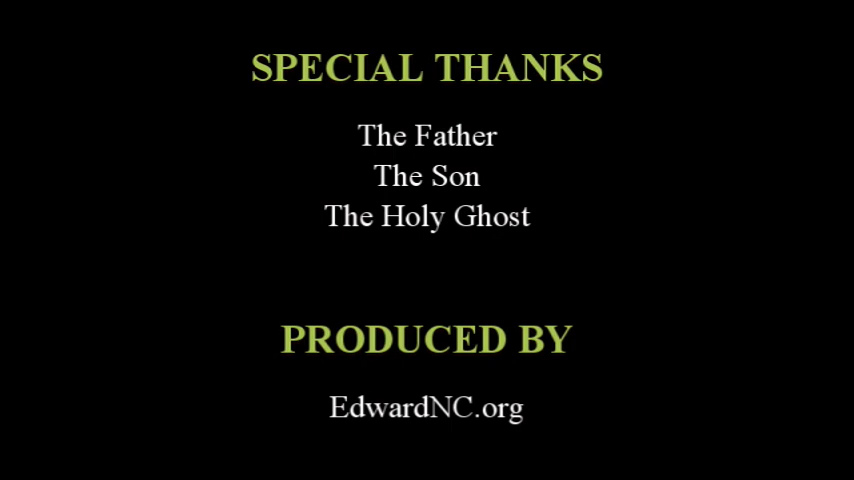 SPECIAL THANKS
The Father
The Son
The Holy Ghost
PRODUCED BY
EdwardNC.org